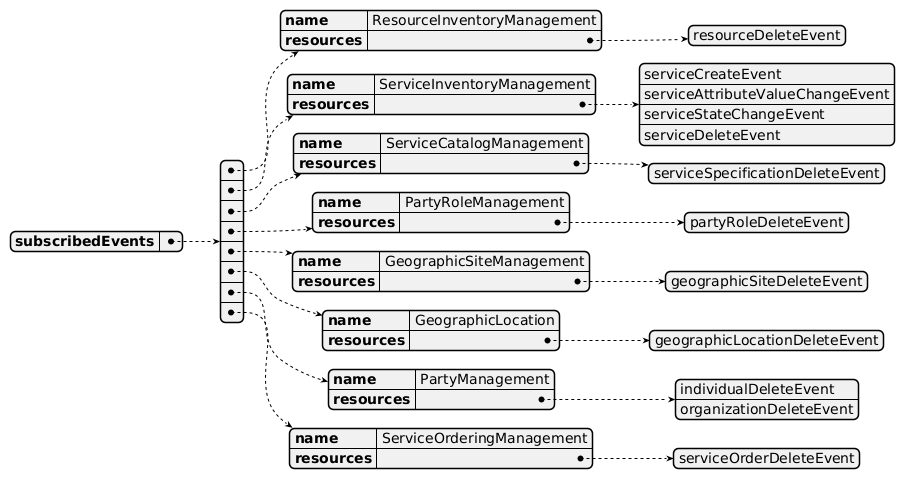 name ResourceInventoryManagement
resources
resourceDeleteEvent
name ServiceInventoryManagement
resources
serviceCreateEvent
serviceAttributeValueChangeEvent
serviceStateChangeEvent
serviceDeleteEvent
name ServiceCatalogManagement
resources
serviceSpecificationDeleteEvent
name PartyRoleManagement
resources
partyRoleDeleteEvent
subscribedEvents
name GeographicSiteManagement
resources
geographicSiteDeleteEvent
name GeographicLocation
resources
geographicLocationDeleteEvent
name PartyManagement
resources
individualDeleteEvent
organizationDeleteEvent
name ServiceOrderingManagement
resources
serviceOrderDeleteEvent